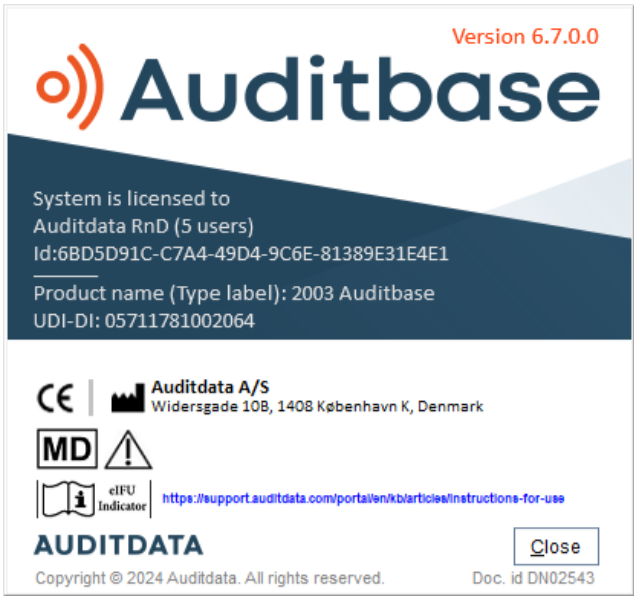 Version 6.7.0.0
Auditbase
System is licensed to
Auditdata RnD (5 users)
Id:6BD5D91C-C7A4-49D4-9C6E-81389E31E4E1
Product name (Type label): 2003 Auditbase
UDI-DI: 05711781002064
CE
Auditdata A/S
Widersgade 10B, 1408 København K, Denmark
MD
eIFU
Indicator
https://support.auditdata.com/portal/en/kb/articles/instructions-for-use
AUDITDATA
Close
Copyright © 2024 Auditdata. All rights reserved.
Doc. id DN02543